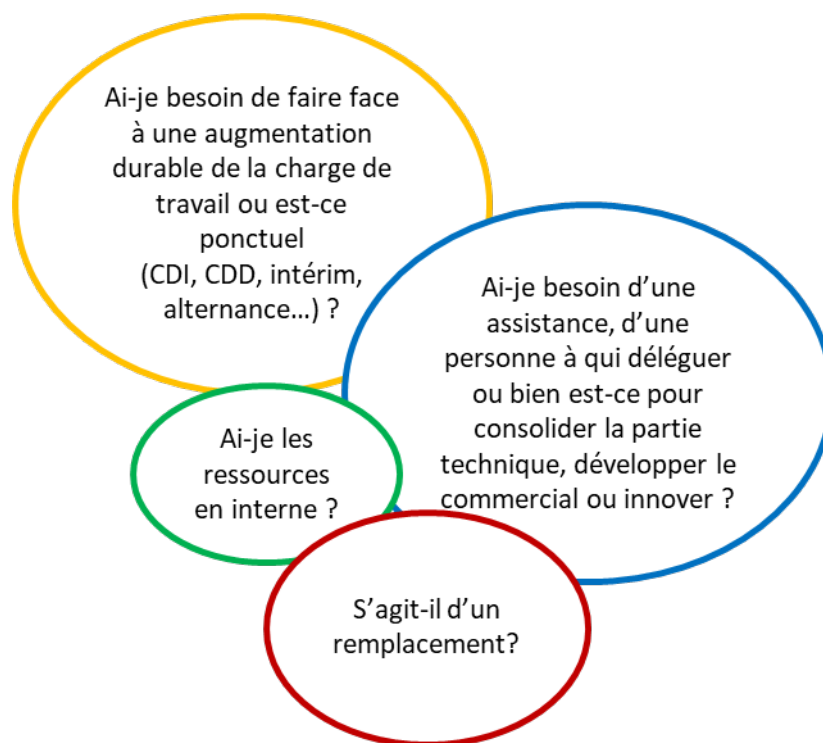 Ai-je besoin de faire face
à une augmentation
durable de la charge de
travail ou est-ce
ponctuel
(CDI, CDD, intérim,
alternance…) ?
Ai-je besoin d’une
assistance, d’une
personne à qui déléguer
ou bien est-ce pour
consolider la partie
technique, développer le
commercial ou innover ?
Ai-je les
ressources
en interne ?
S’agit-il d’un
remplacement?